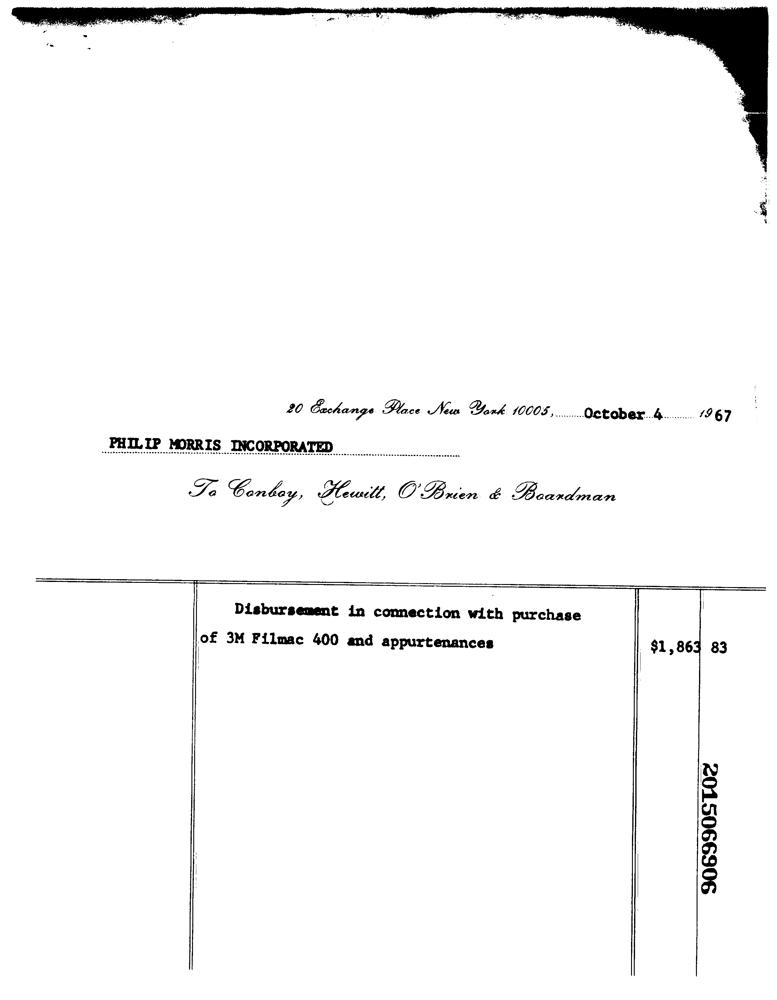 20 Exchange Place New York 10005, October 4 1967
PHILIP MORRIS INCORPORATED
To Conboy, Hewitt, O'Brien & Boardman
Disbursement in connection with purchase
of 3M Filmac 400 and appurtenances $1,863 83
2015066906